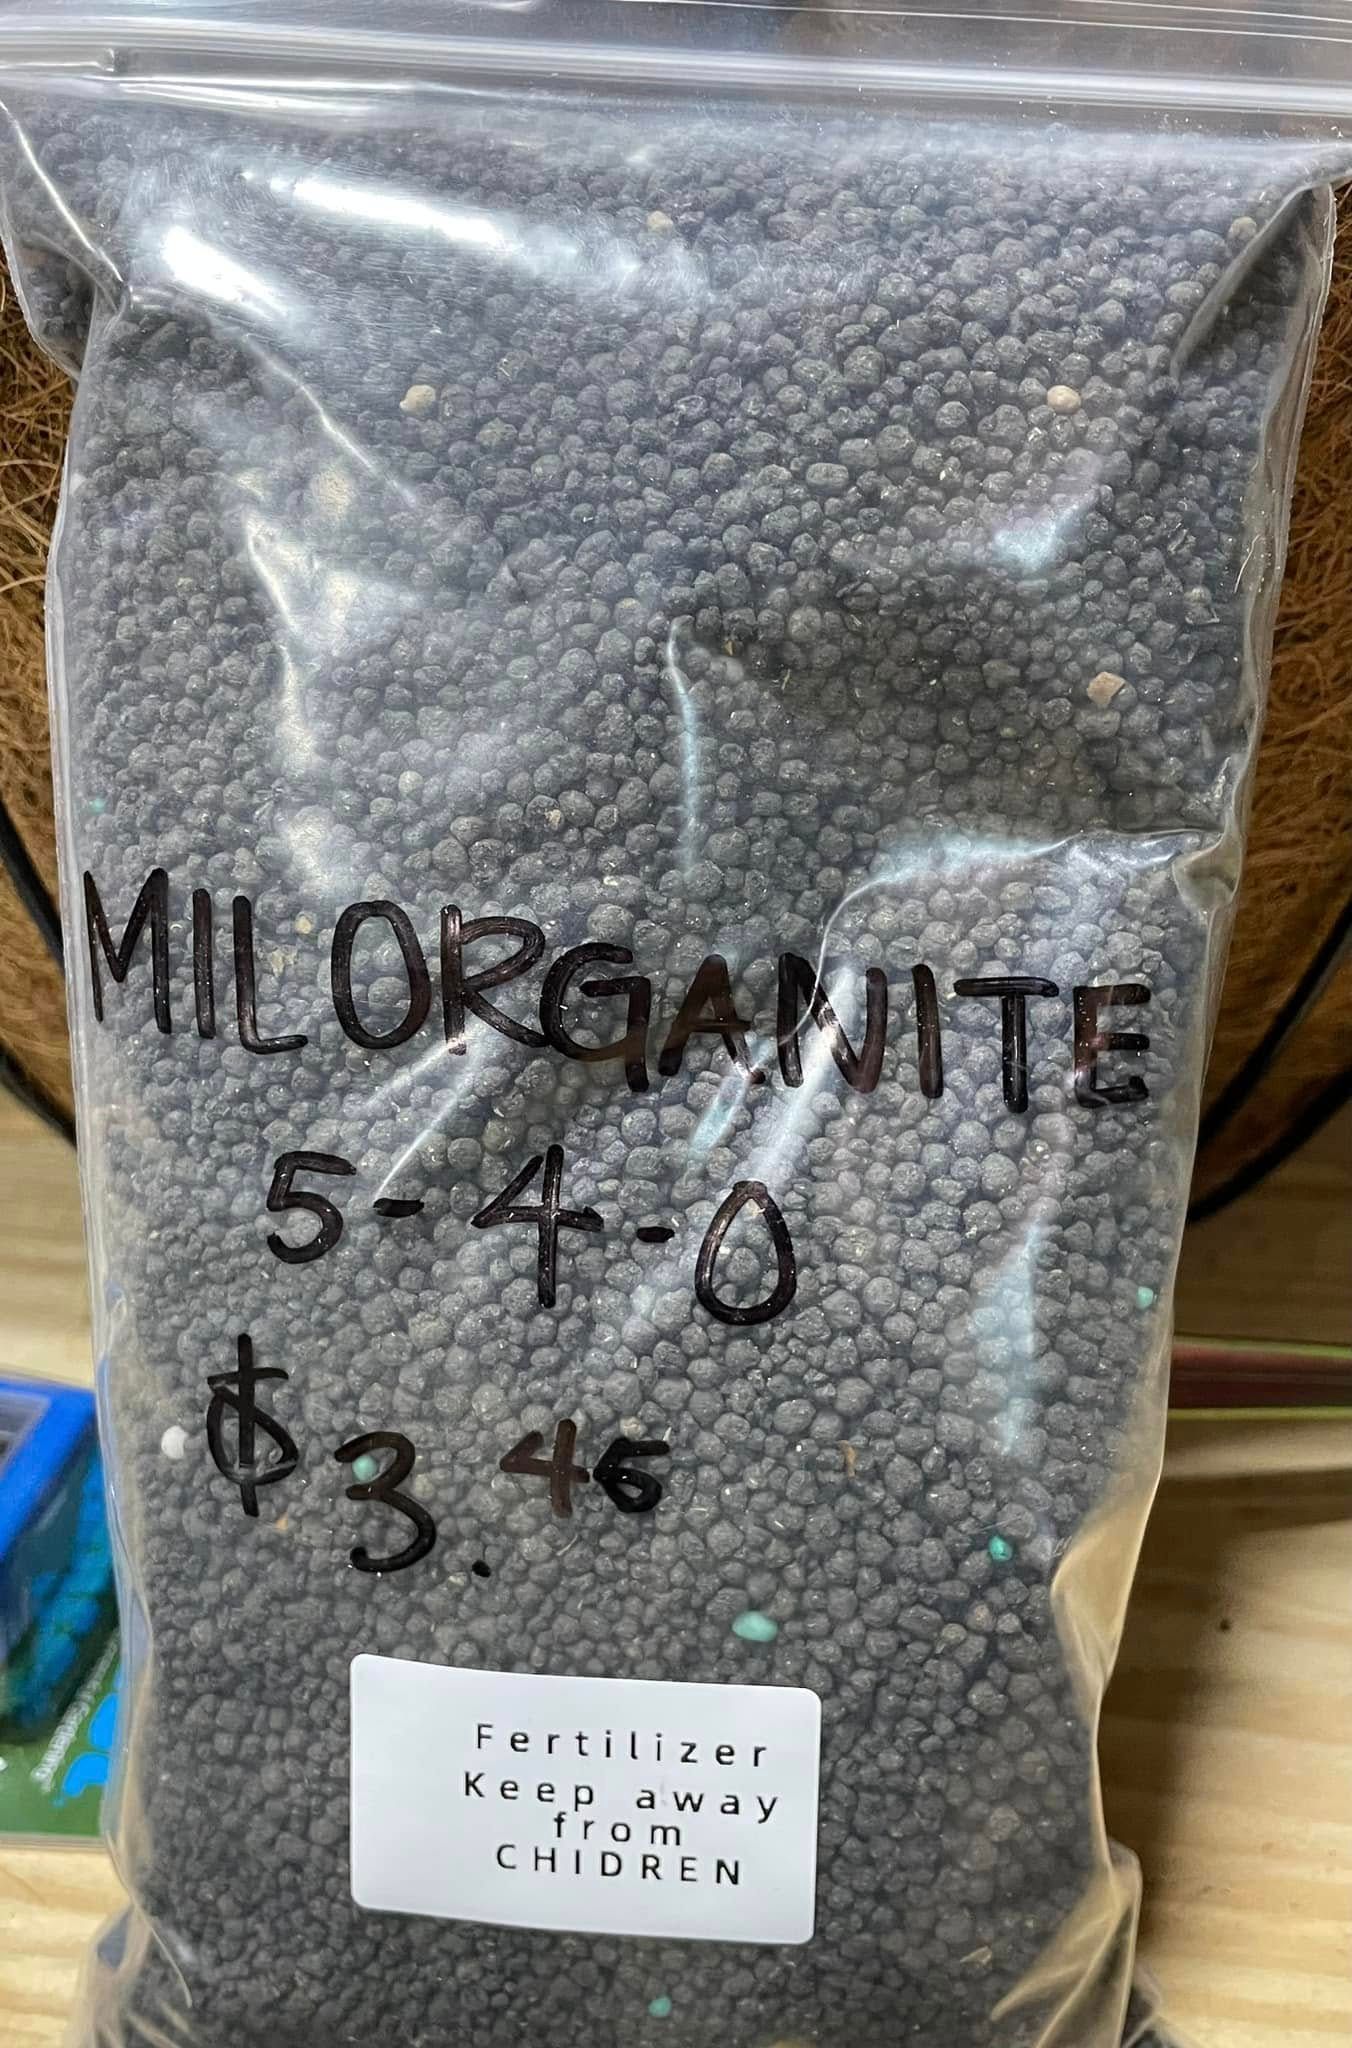 MILORGANITE
5-4-0
$3.45
Fertilizer
Keep away
from
CHIDREN